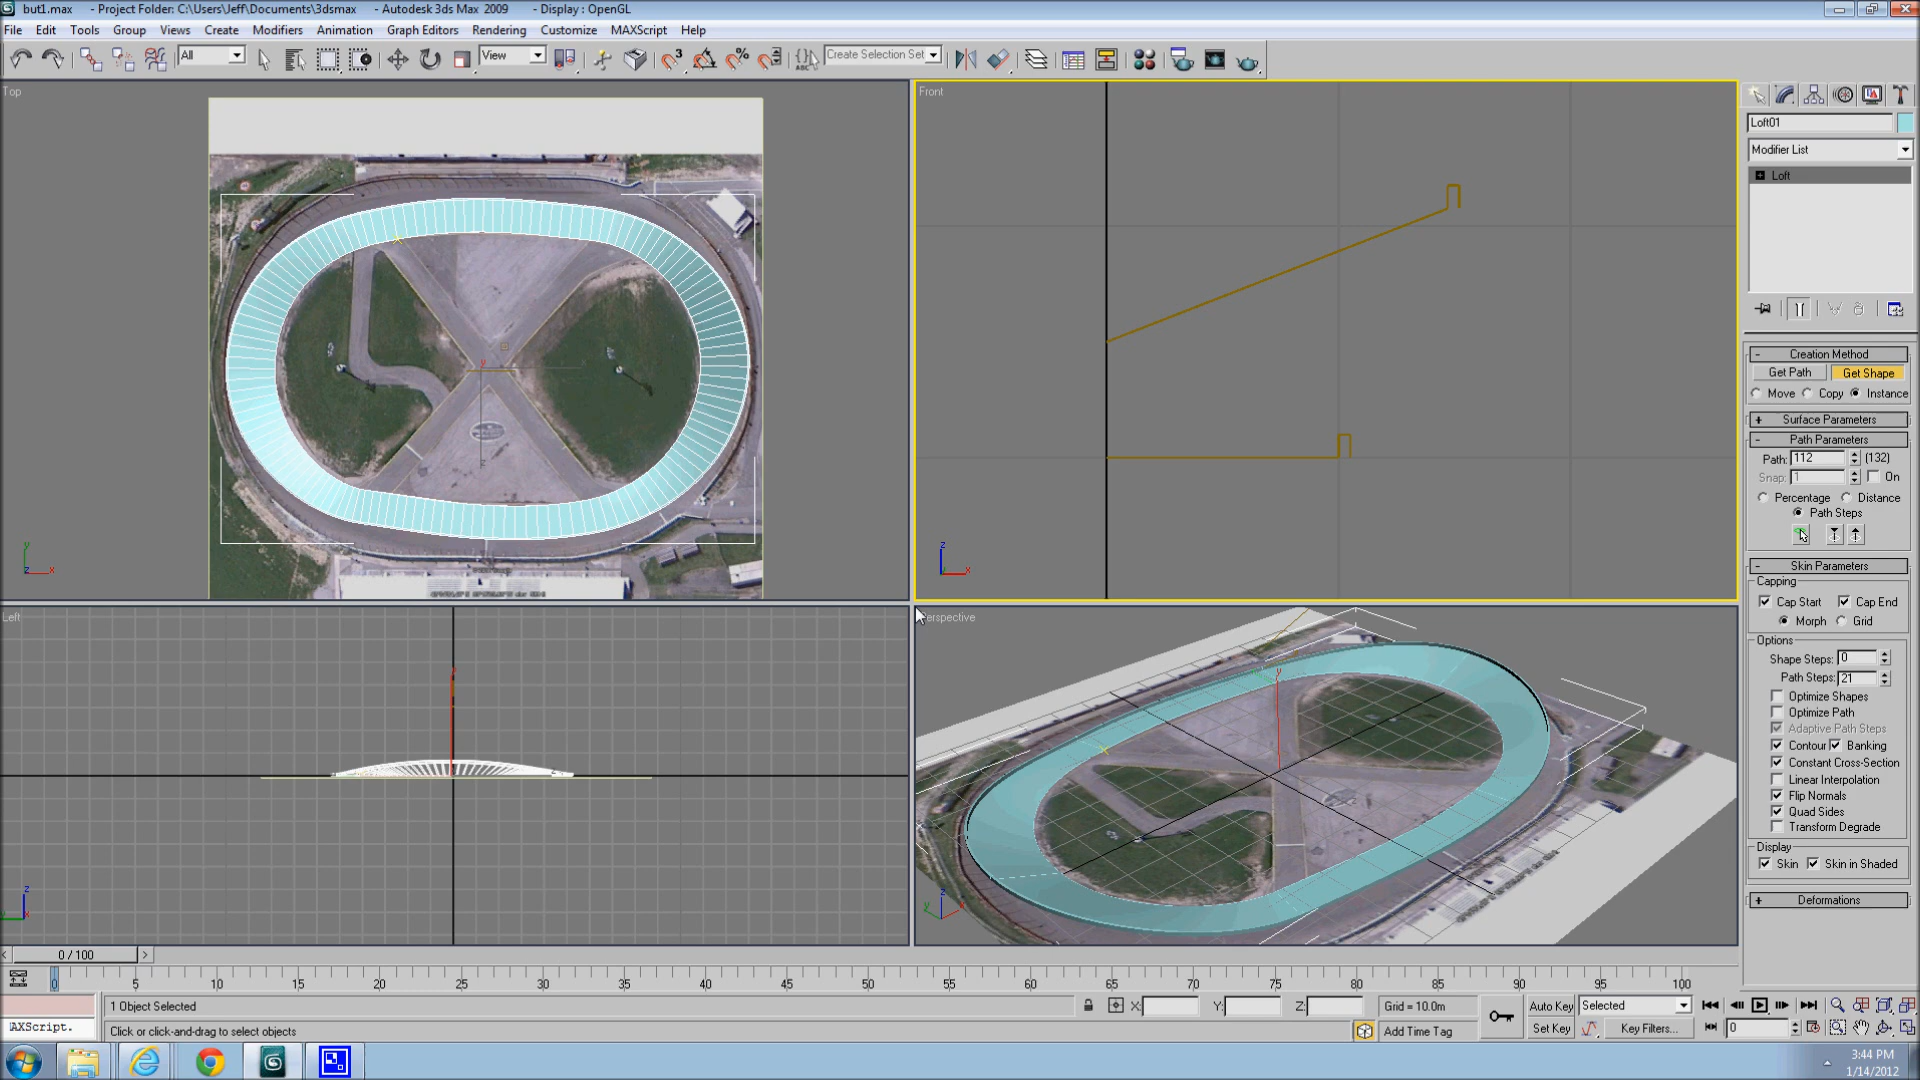 but1.max - Project Folder: C:\Users\Jeff\Documents\3dsmax - Autodesk 3ds Max 2009 - Display : OpenGL
File Edit Tools Group Views Create Modifiers Animation Graph Editors Rendering Customize MAXScript Help
All View Create Selection Set
Top
Front
Loft01
Modifier List
Loft
Creation Method
Get Path Get Shape
Move Copy Instance
Surface Parameters
Path Parameters
Path: 112 (132)
Snap: 1 On
Percentage Distance
Path Steps
Skin Parameters
Capping
Cap Start Cap End
Morph Grid
Options
Shape Steps: 0
Path Steps: 21
Optimize Shapes
Optimize Path
Adaptive Path Steps
Contour Banking
Constant Cross-Section
Linear Interpolation
Flip Normals
Quad Sides
Transform Degrade
Display
Skin Skin in Shaded
Deformations
Left
erspective
0 / 100
0 5 10 15 20 25 30 35 40 45 50 55 60 65 70 75 80 85 90 95 100
1 Object Selected X: Y: Z: Grid = 10.0m Auto Key Selected
AXScript. Click or click-and-drag to select objects Add Time Tag Set Key Key Filters... 0
3:44 PM
1/14/2012